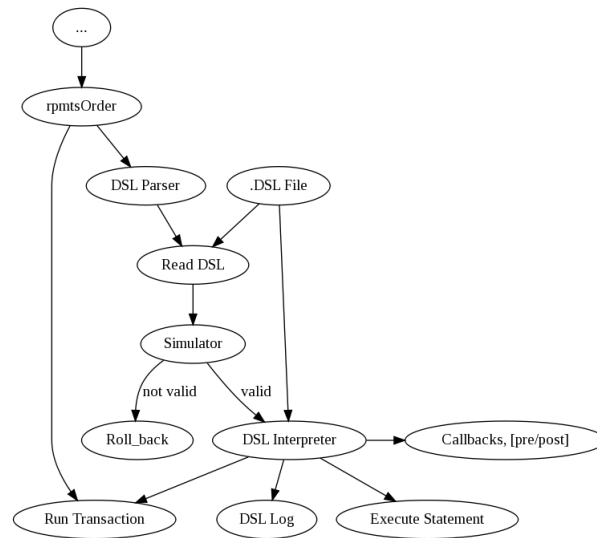 ...
rpmtsOrder
DSL Parser
.DSL File
Read DSL
Simulator
not valid
valid
Roll_back
DSL Interpreter
Callbacks, [pre/post]
Run Transaction
DSL Log
Execute Statement